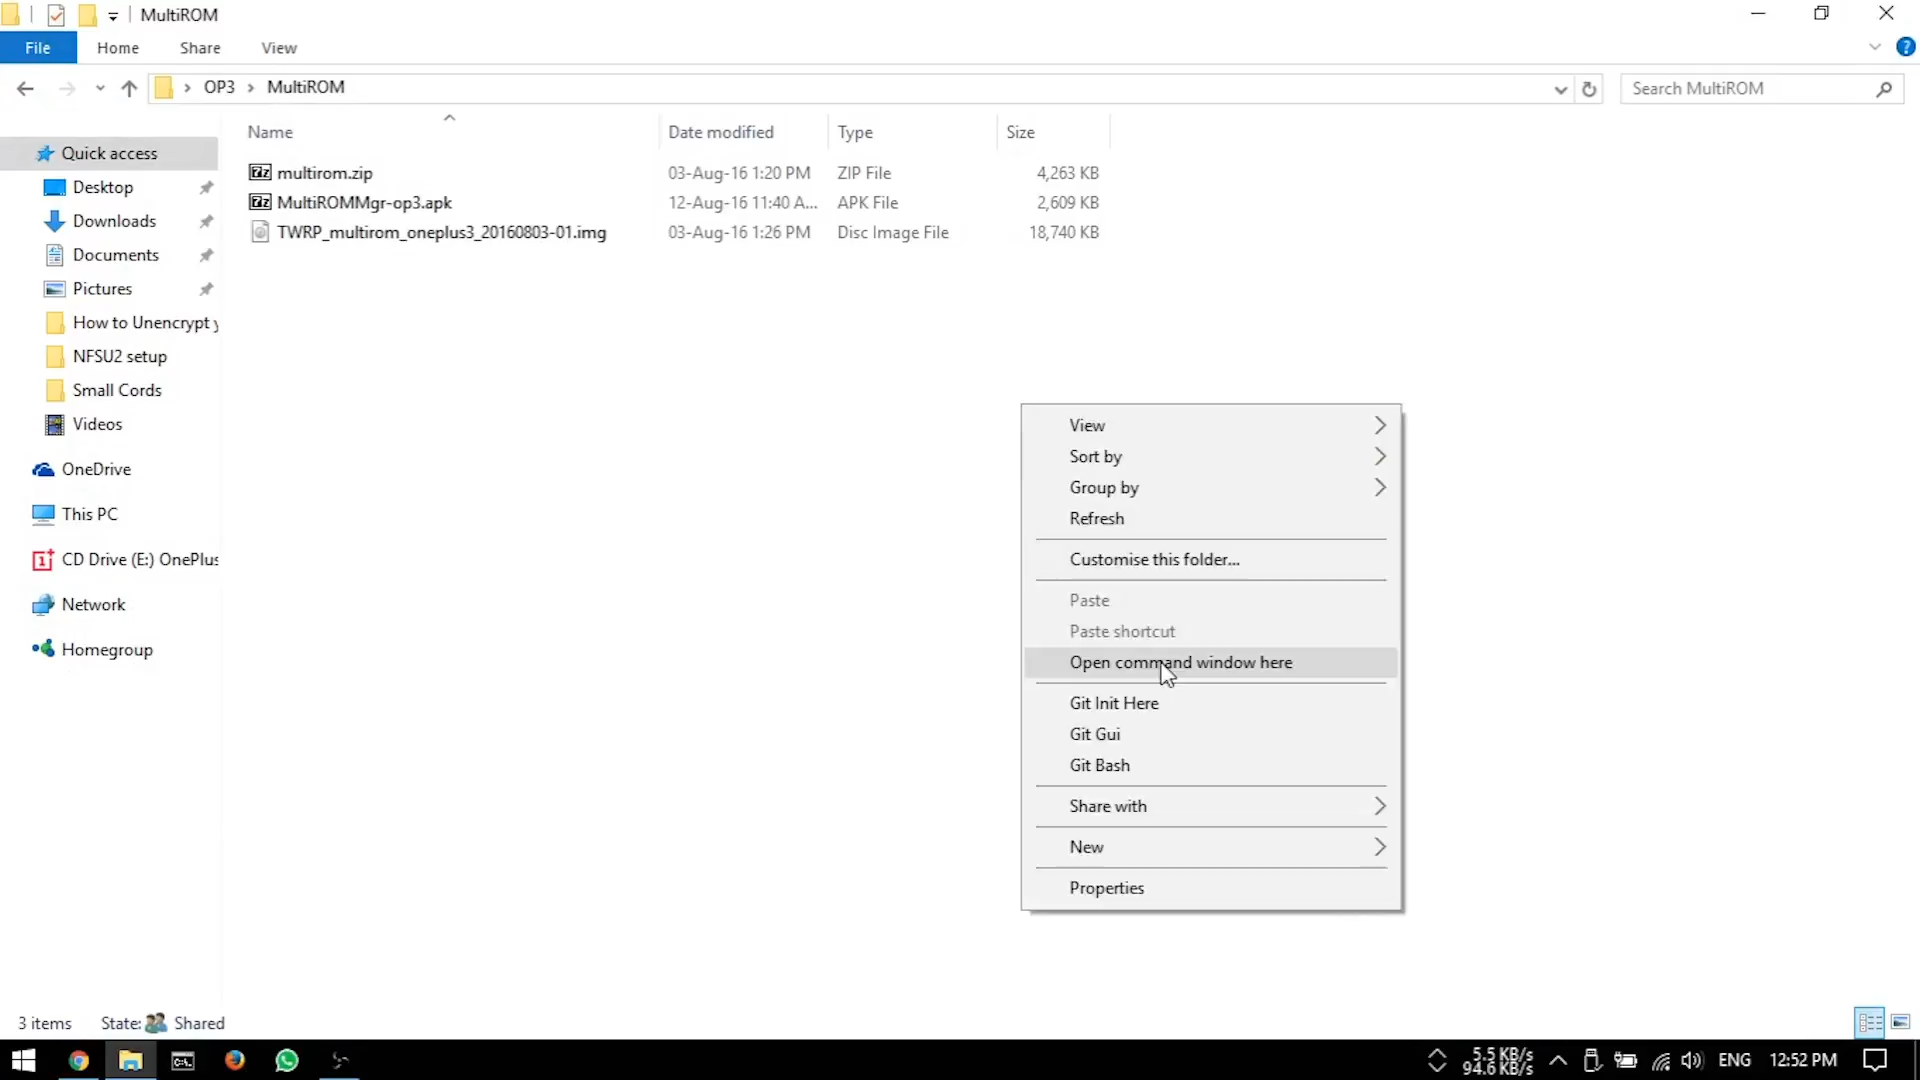 MultiROM
File Home Share View
OP3 MultiROM
Search MultiROM
Name Date modified Type Size
multirom.zip 03-Aug-16 1:20 PM ZIP File 4,263 KB
MultiROMMgr-op3.apk 12-Aug-16 11:40 A... APK File 2,609 KB
TWRP_multirom_oneplus3_20160803-01.img 03-Aug-16 1:26 PM Disc Image File 18,740 KB
Quick access
Desktop
Downloads
Documents
Pictures
How to Unencrypt y
NFSU2 setup
Small Cords
Videos
OneDrive
This PC
CD Drive (E:) OnePlus
Network
Homegroup
View
Sort by
Group by
Refresh
Customise this folder...
Paste
Paste shortcut
Open command window here
Git Init Here
Git Gui
Git Bash
Share with
New
Properties
3 items State: Shared
5.5 KB/s
94.6 KB/s
ENG 12:52 PM